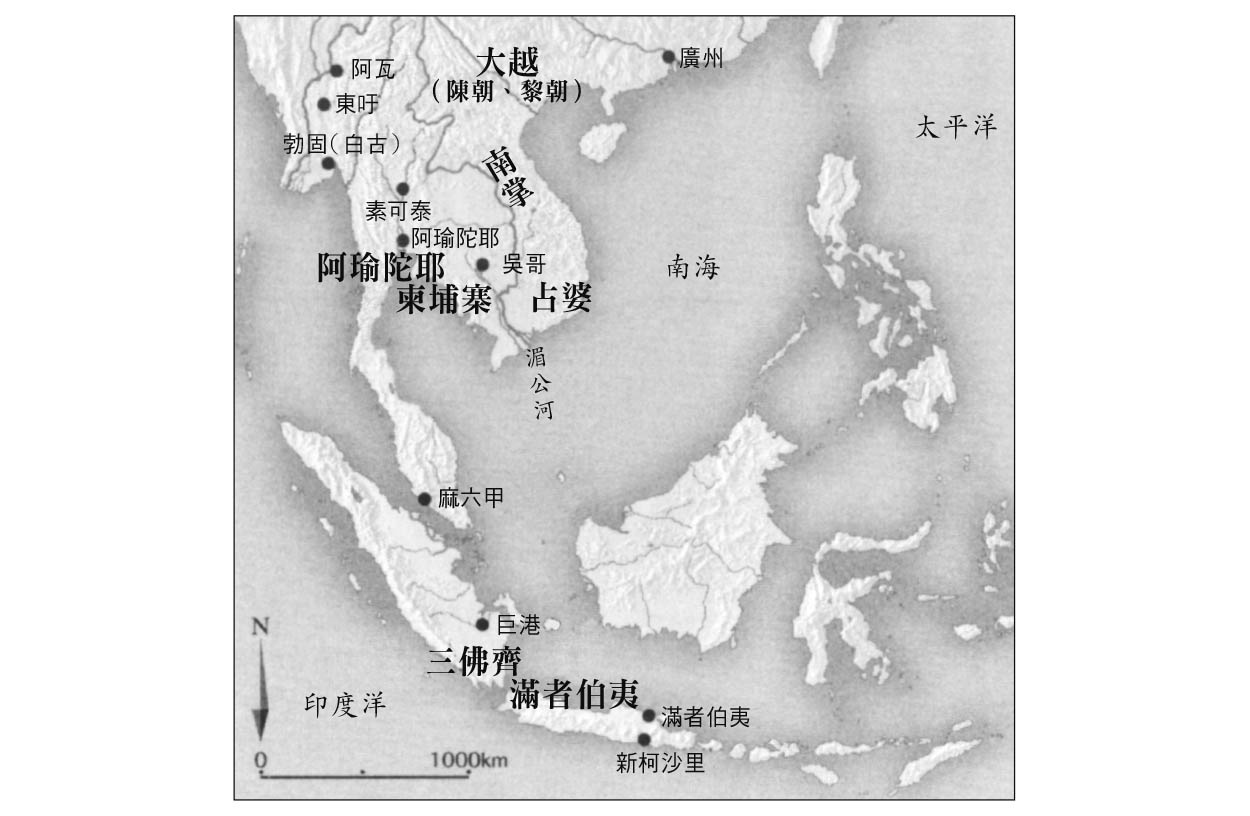 大越
(陳朝、黎朝)
廣州
阿瓦
東吁
太平洋
勃固(白古)
南掌
素可泰
阿瑜陀耶
阿瑜陀耶
吳哥
南海
柬埔寨
占婆
湄公河
麻六甲
巨港
三佛齊
滿者伯夷
滿者伯夷
新柯沙里
印度洋
N
0
1000km